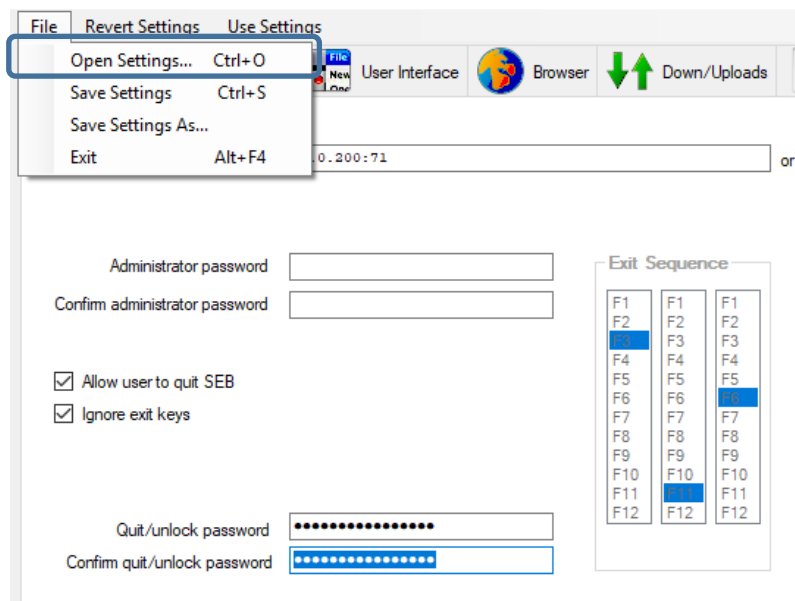 File Revert Settings Use Settings
Open Settings... Ctrl+O
File
New
User Interface Browser Down/Uploads
Save Settings Ctrl+S
Save Settings As...
Exit Alt+F4
.0.200:71 or
Administrator password
Exit Sequence
Confirm administrator password
F1 F1 F1
F2 F2 F2
F3 F3 F3
F4 F4 F4
Allow user to quit SEB
F5 F5 F5
F6 F6 F6
Ignore exit keys
F7 F7 F7
F8 F8 F8
F9 F9 F9
F10 F10 F10
F11 F11 F11
F12 F12 F12
Quit/unlock password ••••••••••••••••
Confirm quit/unlock password ••••••••••••••••